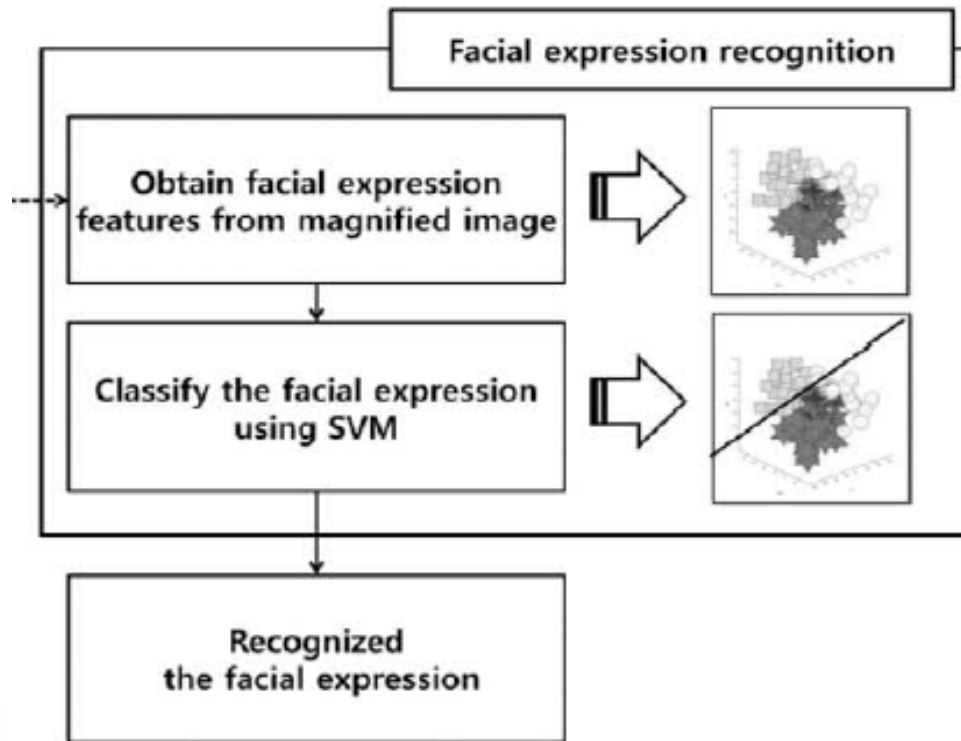 Facial expression recognition
Obtain facial expression
features from magnified image
Classify the facial expression
using SVM
Recognized
the facial expression